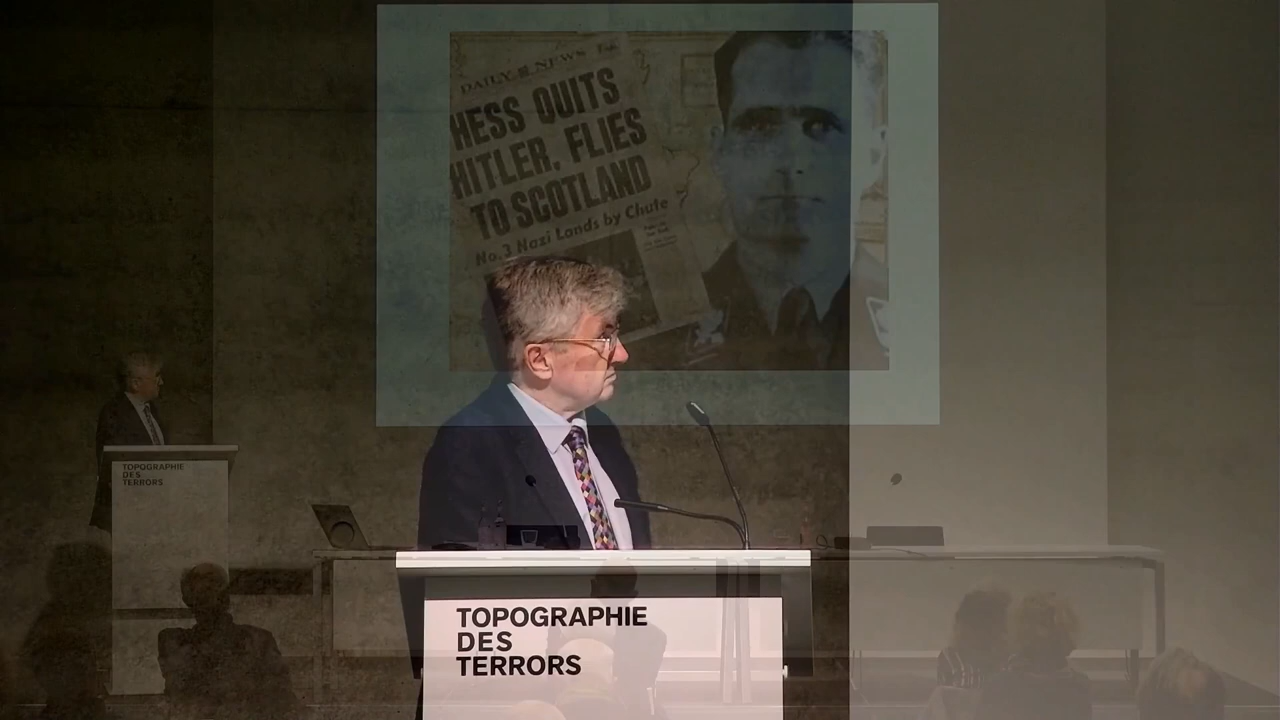 DAILY NEWS
HESS QUITS
HITLER, FLIES
TO SCOTLAND
No. 3 Nazi Lands by Chute
TOPOGRAPHIE
DES
TERRORS
TOPOGRAPHIE
DES
TERRORS